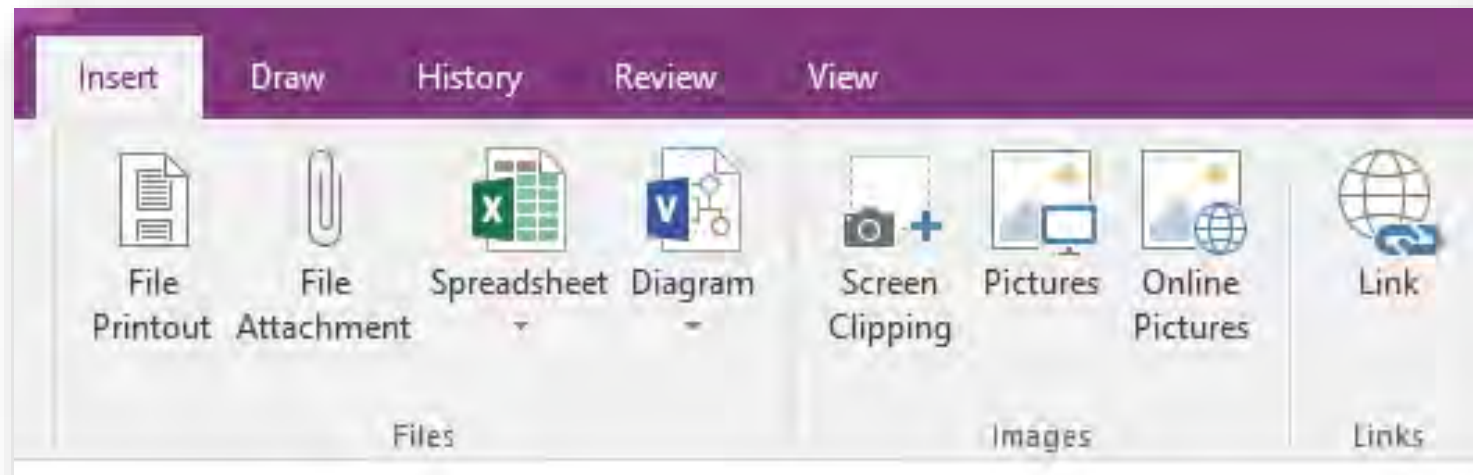 Insert Draw History Review View
X V
File File Spreadsheet Diagram Screen Pictures Online Link
Printout Attachment Clipping Pictures
Files Images Links